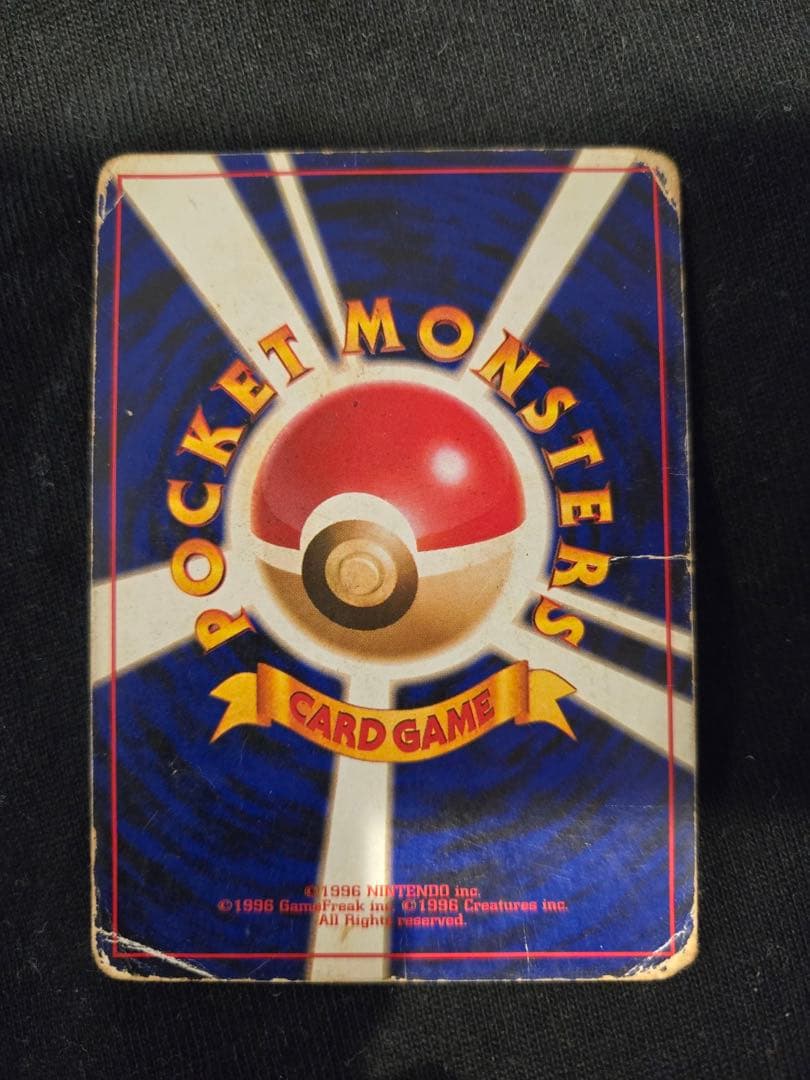 POCKET MONSTERS
CARD GAME
©1996 NINTENDO inc.
©1996 GameFreak inc. ©1996 Creatures inc.
All Rights reserved.